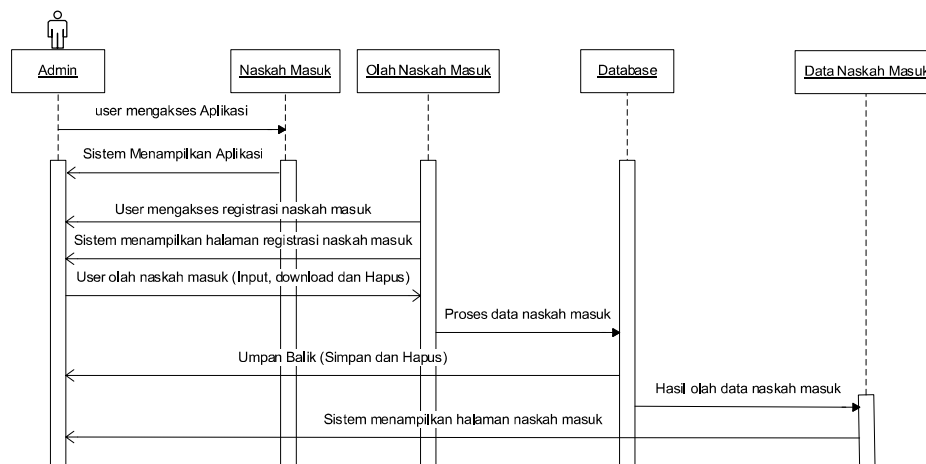 Admin
Naskah Masuk
Olah Naskah Masuk
Database
Data Naskah Masuk
user mengakses Aplikasi
Sistem Menampilkan Aplikasi
User mengakses registrasi naskah masuk
Sistem menampilkan halaman registrasi naskah masuk
User olah naskah masuk (Input, download dan Hapus)
Proses data naskah masuk
Umpan Balik (Simpan dan Hapus)
Hasil olah data naskah masuk
Sistem menampilkan halaman naskah masuk